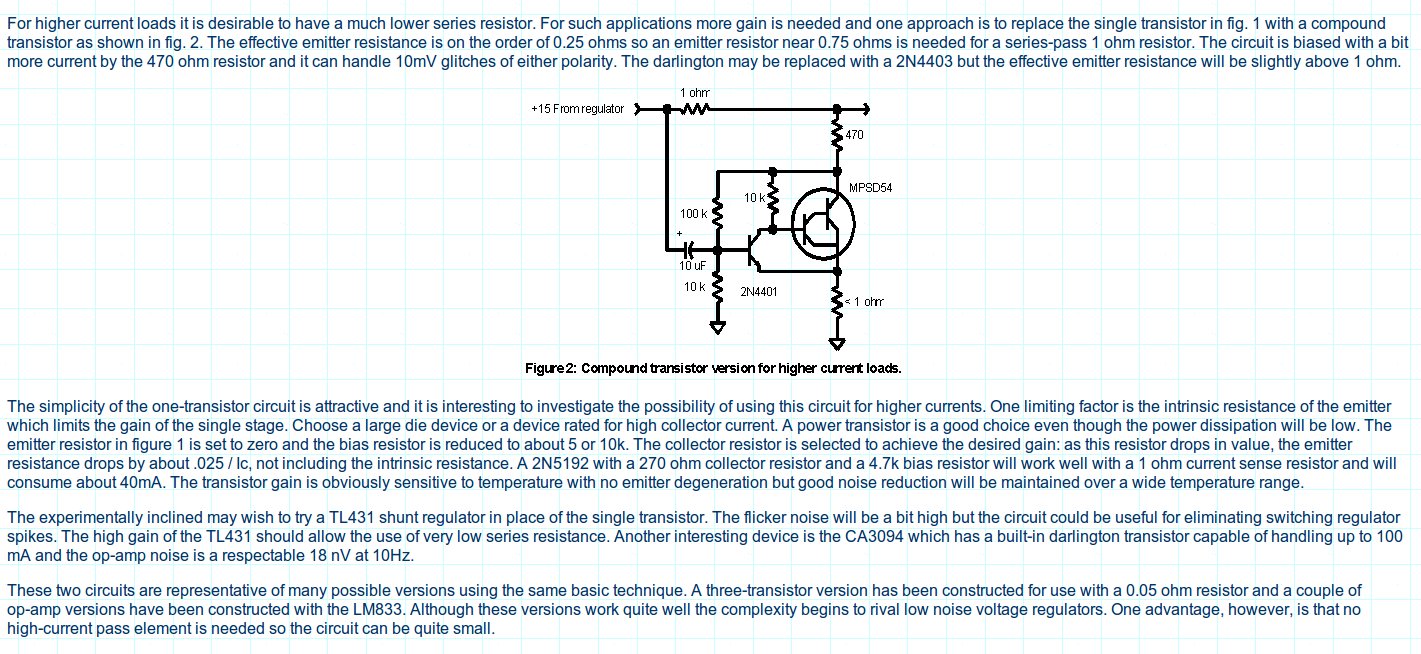 For higher current loads it is desirable to have a much lower series resistor. For such applications more gain is needed and one approach is to replace the single transistor in fig. 1 with a compound
transistor as shown in fig. 2. The effective emitter resistance is on the order of 0.25 ohms so an emitter resistor near 0.75 ohms is needed for a series-pass 1 ohm resistor. The circuit is biased with a bit
more current by the 470 ohm resistor and it can handle 10mV glitches of either polarity. The darlington may be replaced with a 2N4403 but the effective emitter resistance will be slightly above 1 ohm.
1 ohm
+15 From regulator
470
MPSD54
10 k
100 k
+
10 uF
10 k
2N4401
< 1 ohm
Figure 2: Compound transistor version for higher current loads.
The simplicity of the one-transistor circuit is attractive and it is interesting to investigate the possibility of using this circuit for higher currents. One limiting factor is the intrinsic resistance of the emitter
which limits the gain of the single stage. Choose a large die device or a device rated for high collector current. A power transistor is a good choice even though the power dissipation will be low. The
emitter resistor in figure 1 is set to zero and the bias resistor is reduced to about 5 or 10k. The collector resistor is selected to achieve the desired gain: as this resistor drops in value, the emitter
resistance drops by about .025 / Ic, not including the intrinsic resistance. A 2N5192 with a 270 ohm collector resistor and a 4.7k bias resistor will work well with a 1 ohm current sense resistor and will
consume about 40mA. The transistor gain is obviously sensitive to temperature with no emitter degeneration but good noise reduction will be maintained over a wide temperature range.
The experimentally inclined may wish to try a TL431 shunt regulator in place of the single transistor. The flicker noise will be a bit high but the circuit could be useful for eliminating switching regulator
spikes. The high gain of the TL431 should allow the use of very low series resistance. Another interesting device is the CA3094 which has a built-in darlington transistor capable of handling up to 100
mA and the op-amp noise is a respectable 18 nV at 10Hz.
These two circuits are representative of many possible versions using the same basic technique. A three-transistor version has been constructed for use with a 0.05 ohm resistor and a couple of
op-amp versions have been constructed with the LM833. Although these versions work quite well the complexity begins to rival low noise voltage regulators. One advantage, however, is that no
high-current pass element is needed so the circuit can be quite small.